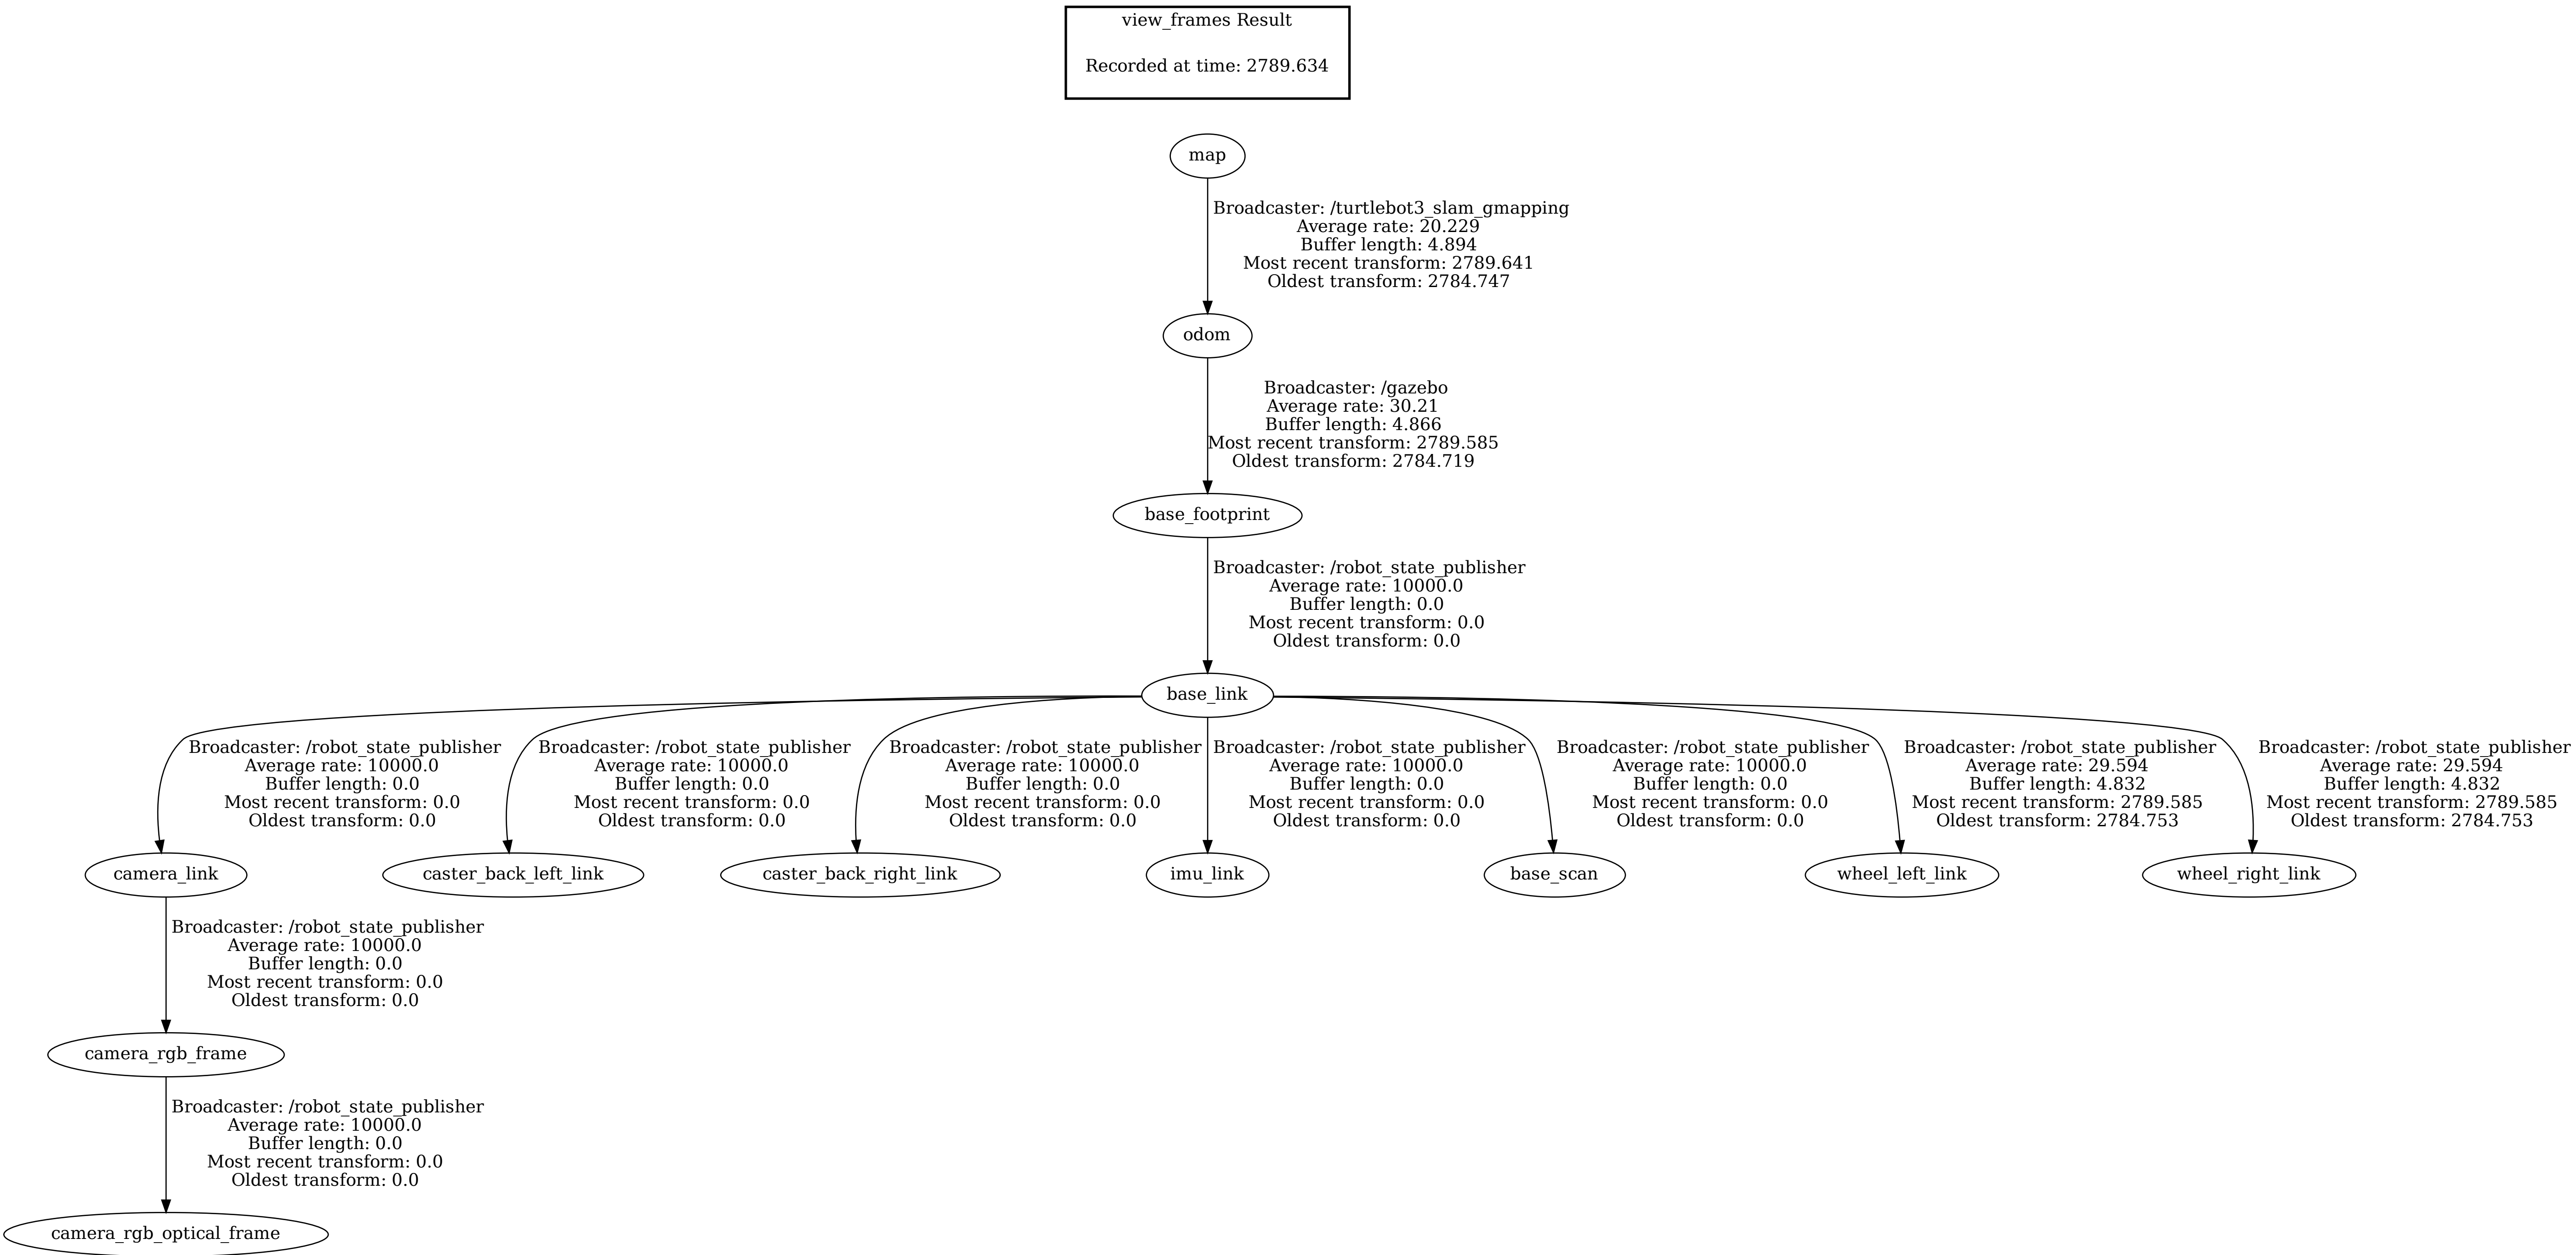 view_frames Result
Recorded at time: 2789.634
map
Broadcaster: /turtlebot3_slam_gmapping
Average rate: 20.229
Buffer length: 4.894
Most recent transform: 2789.641
Oldest transform: 2784.747
odom
Broadcaster: /gazebo
Average rate: 30.21
Buffer length: 4.866
Most recent transform: 2789.585
Oldest transform: 2784.719
base_footprint
Broadcaster: /robot_state_publisher
Average rate: 10000.0
Buffer length: 0.0
Most recent transform: 0.0
Oldest transform: 0.0
base_link
Broadcaster: /robot_state_publisher
Average rate: 10000.0
Buffer length: 0.0
Most recent transform: 0.0
Oldest transform: 0.0
Broadcaster: /robot_state_publisher
Average rate: 10000.0
Buffer length: 0.0
Most recent transform: 0.0
Oldest transform: 0.0
Broadcaster: /robot_state_publisher
Average rate: 10000.0
Buffer length: 0.0
Most recent transform: 0.0
Oldest transform: 0.0
Broadcaster: /robot_state_publisher
Average rate: 10000.0
Buffer length: 0.0
Most recent transform: 0.0
Oldest transform: 0.0
Broadcaster: /robot_state_publisher
Average rate: 10000.0
Buffer length: 0.0
Most recent transform: 0.0
Oldest transform: 0.0
Broadcaster: /robot_state_publisher
Average rate: 29.594
Buffer length: 4.832
Most recent transform: 2789.585
Oldest transform: 2784.753
Broadcaster: /robot_state_publisher
Average rate: 29.594
Buffer length: 4.832
Most recent transform: 2789.585
Oldest transform: 2784.753
camera_link
caster_back_left_link
caster_back_right_link
imu_link
base_scan
wheel_left_link
wheel_right_link
Broadcaster: /robot_state_publisher
Average rate: 10000.0
Buffer length: 0.0
Most recent transform: 0.0
Oldest transform: 0.0
camera_rgb_frame
Broadcaster: /robot_state_publisher
Average rate: 10000.0
Buffer length: 0.0
Most recent transform: 0.0
Oldest transform: 0.0
camera_rgb_optical_frame